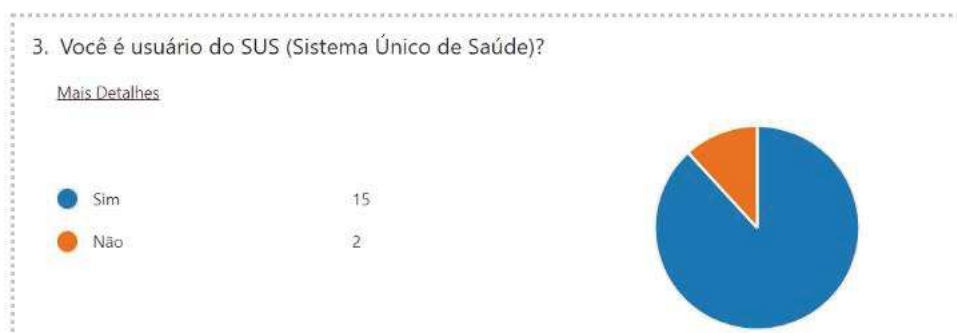 3. Você é usuário do SUS (Sistema Único de Saúde)?
Mais Detalhes
Sim 15
Não 2